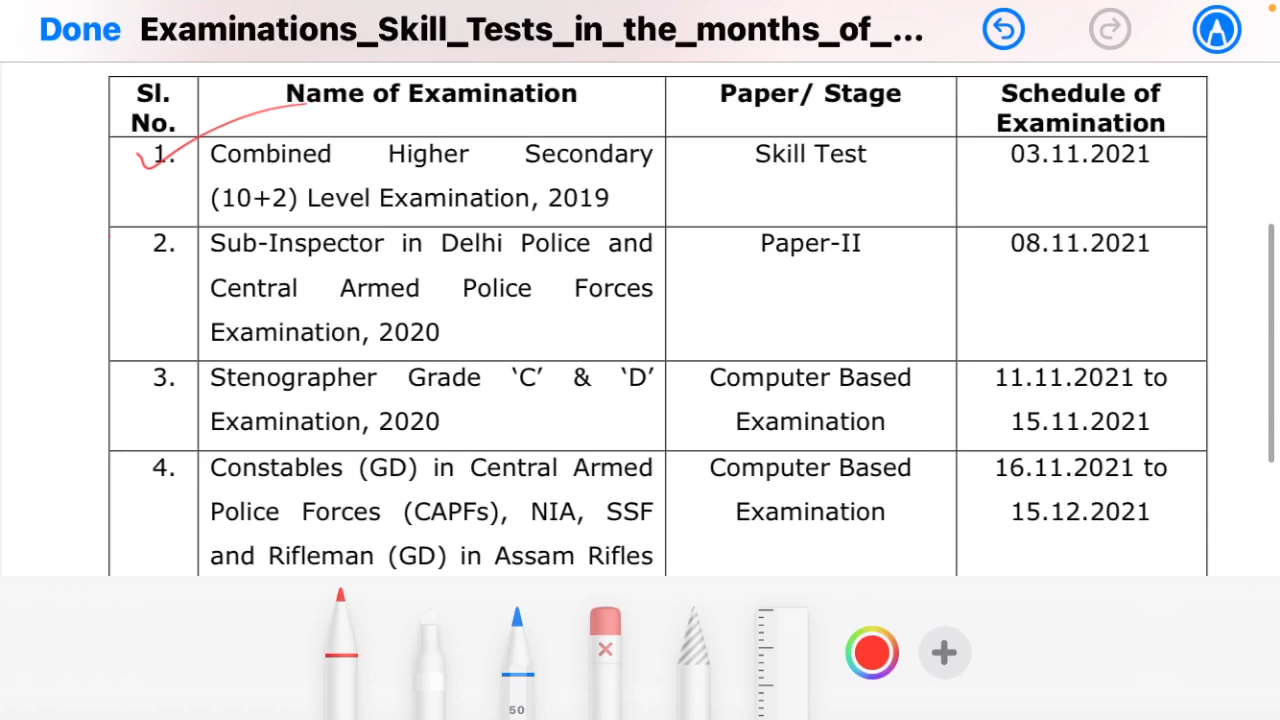 Done Examinations_Skill_Tests_in_the_months_of_...
Sl. No. Name of Examination Paper/ Stage Schedule of Examination
1. Combined Higher Secondary Skill Test 03.11.2021
(10+2) Level Examination, 2019
2. Sub-Inspector in Delhi Police and Paper-II 08.11.2021
Central Armed Police Forces
Examination, 2020
3. Stenographer Grade ‘C’ & ‘D’ Computer Based 11.11.2021 to
Examination, 2020 Examination 15.11.2021
4. Constables (GD) in Central Armed Computer Based 16.11.2021 to
Police Forces (CAPFs), NIA, SSF Examination 15.12.2021
and Rifleman (GD) in Assam Rifles
50